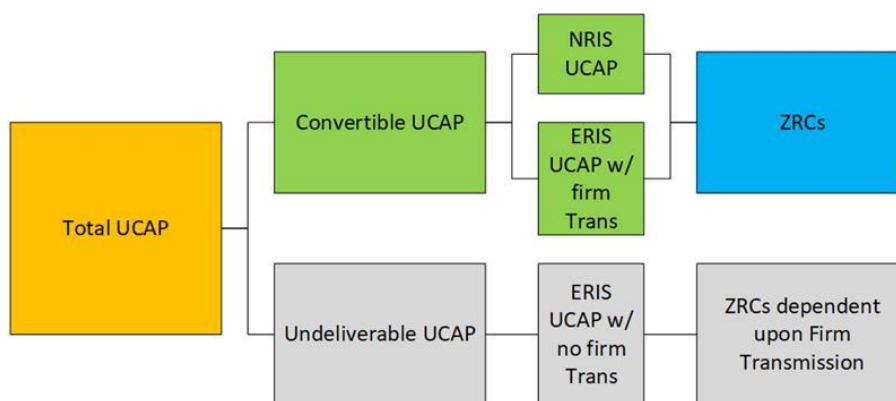 Total UCAP
Convertible UCAP
NRIS
UCAP
ERIS
UCAP w/
firm
Trans
ZRCs
Undeliverable UCAP
ERIS
UCAP w/
no firm
Trans
ZRCs dependent
upon Firm
Transmission